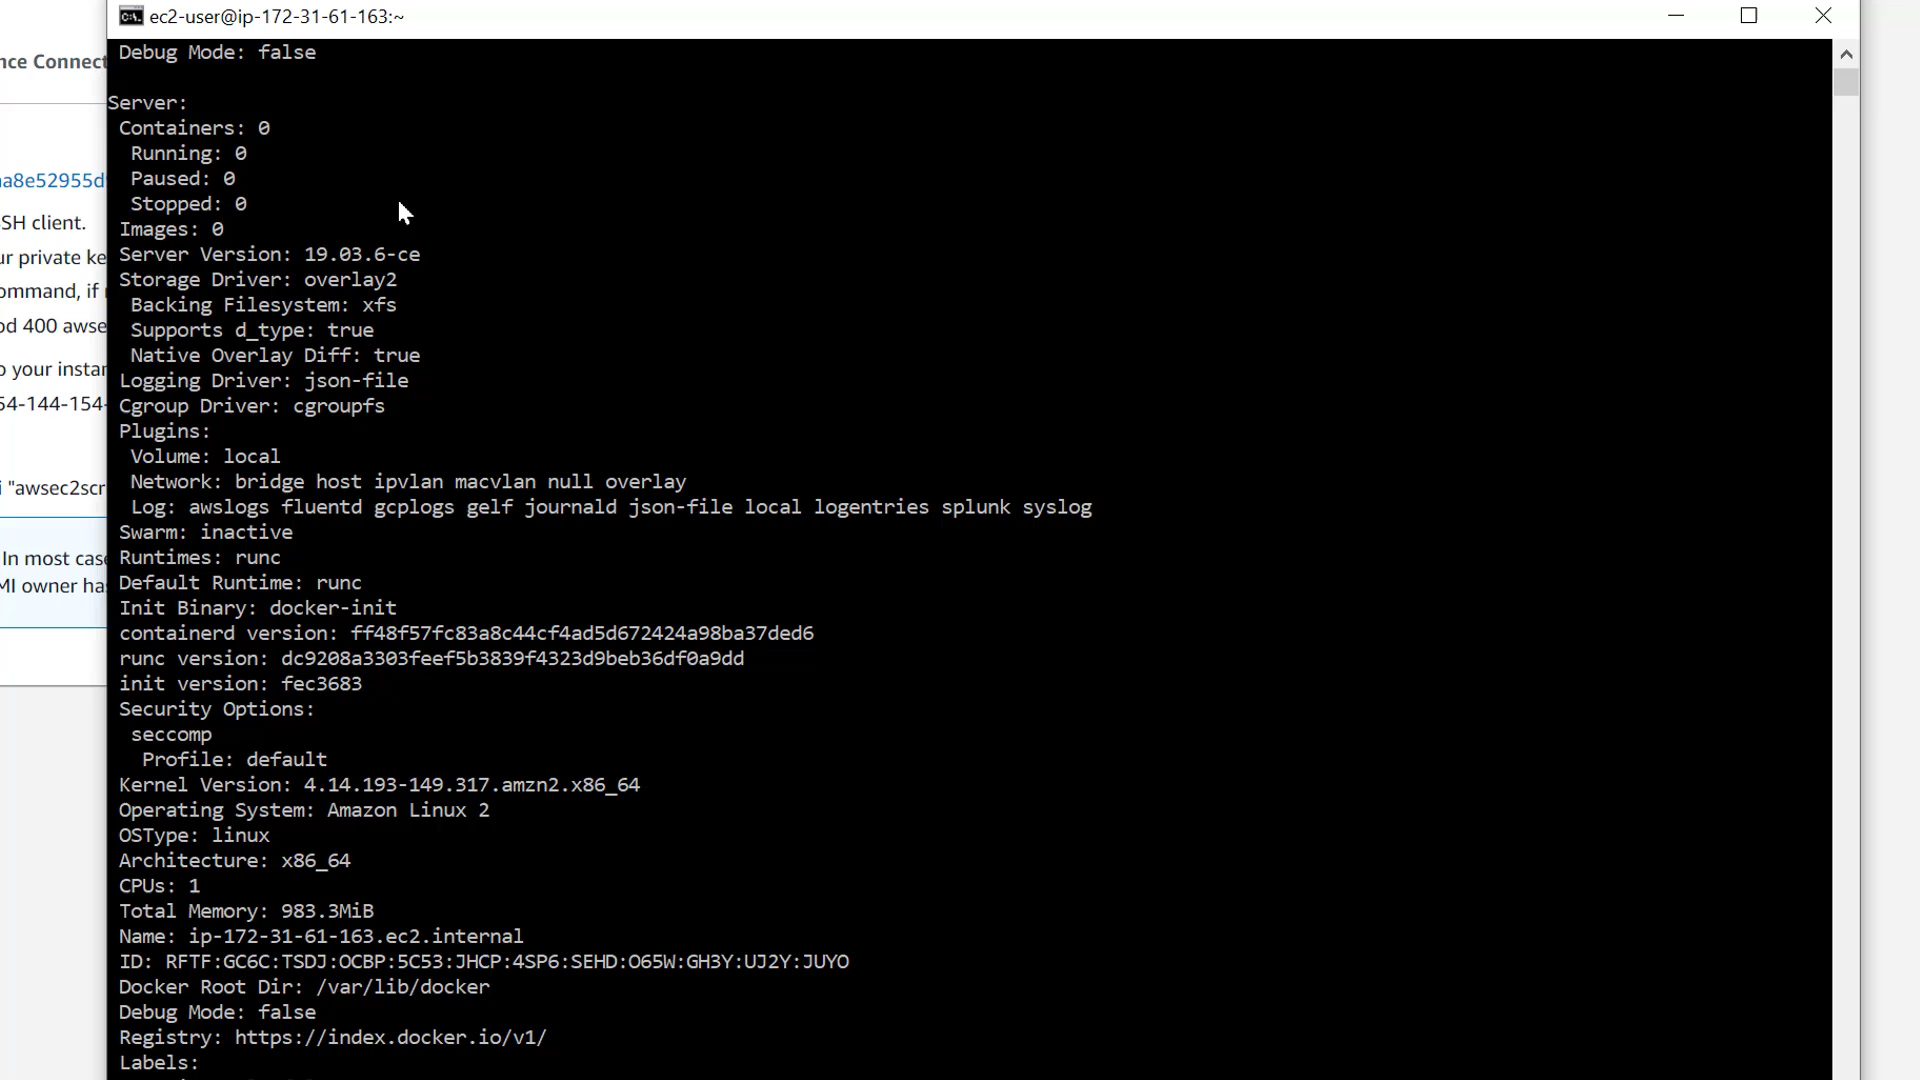 ec2-user@ip-172-31-61-163:~
nce Connect
a8e52955d
SH client.
ur private ke
ommand, if
od 400 awse
o your instar
54-144-154-
i "awsec2scr
In most case
MI owner has
Debug Mode: false
Server:
Containers: 0
Running: 0
Paused: 0
Stopped: 0
Images: 0
Server Version: 19.03.6-ce
Storage Driver: overlay2
Backing Filesystem: xfs
Supports d_type: true
Native Overlay Diff: true
Logging Driver: json-file
Cgroup Driver: cgroupfs
Plugins:
Volume: local
Network: bridge host ipvlan macvlan null overlay
Log: awslogs fluentd gcplogs gelf journald json-file local logentries splunk syslog
Swarm: inactive
Runtimes: runc
Default Runtime: runc
Init Binary: docker-init
containerd version: ff48f57fc83a8c44cf4ad5d672424a98ba37ded6
runc version: dc9208a3303feef5b3839f4323d9beb36df0a9dd
init version: fec3683
Security Options:
seccomp
Profile: default
Kernel Version: 4.14.193-149.317.amzn2.x86_64
Operating System: Amazon Linux 2
OSType: linux
Architecture: x86_64
CPUs: 1
Total Memory: 983.3MiB
Name: ip-172-31-61-163.ec2.internal
ID: RFTF:GC6C:TSDJ:OCBP:5C53:JHCP:4SP6:SEHD:O65W:GH3Y:UJ2Y:JUYO
Docker Root Dir: /var/lib/docker
Debug Mode: false
Registry: https://index.docker.io/v1/
Labels: